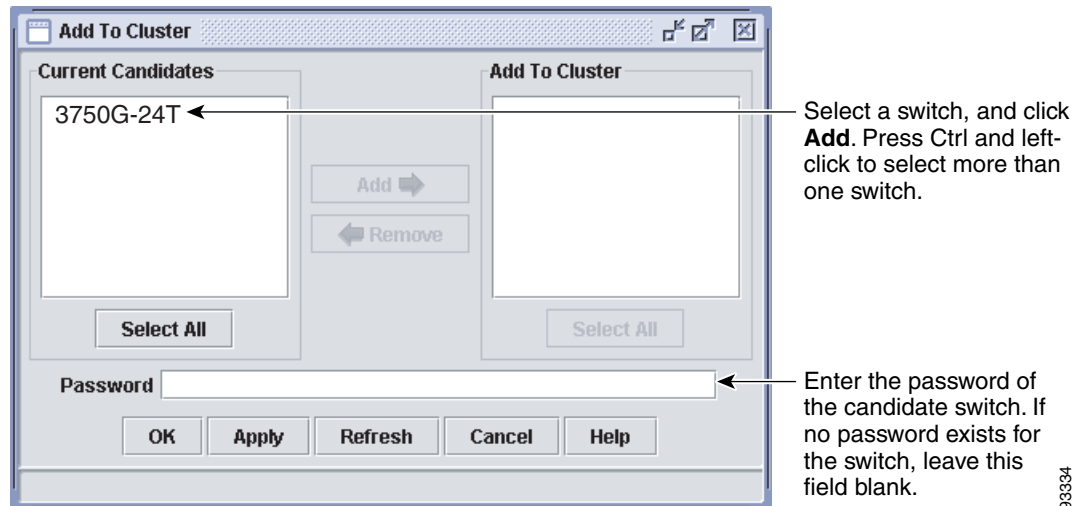 Add To Cluster
Current Candidates
Add To Cluster
3750G-24T
Add
Remove
Select All
Select All
Password
OK
Apply
Refresh
Cancel
Help
Select a switch, and click
Add. Press Ctrl and left-
click to select more than
one switch.
Enter the password of
the candidate switch. If
no password exists for
the switch, leave this
field blank.
93334